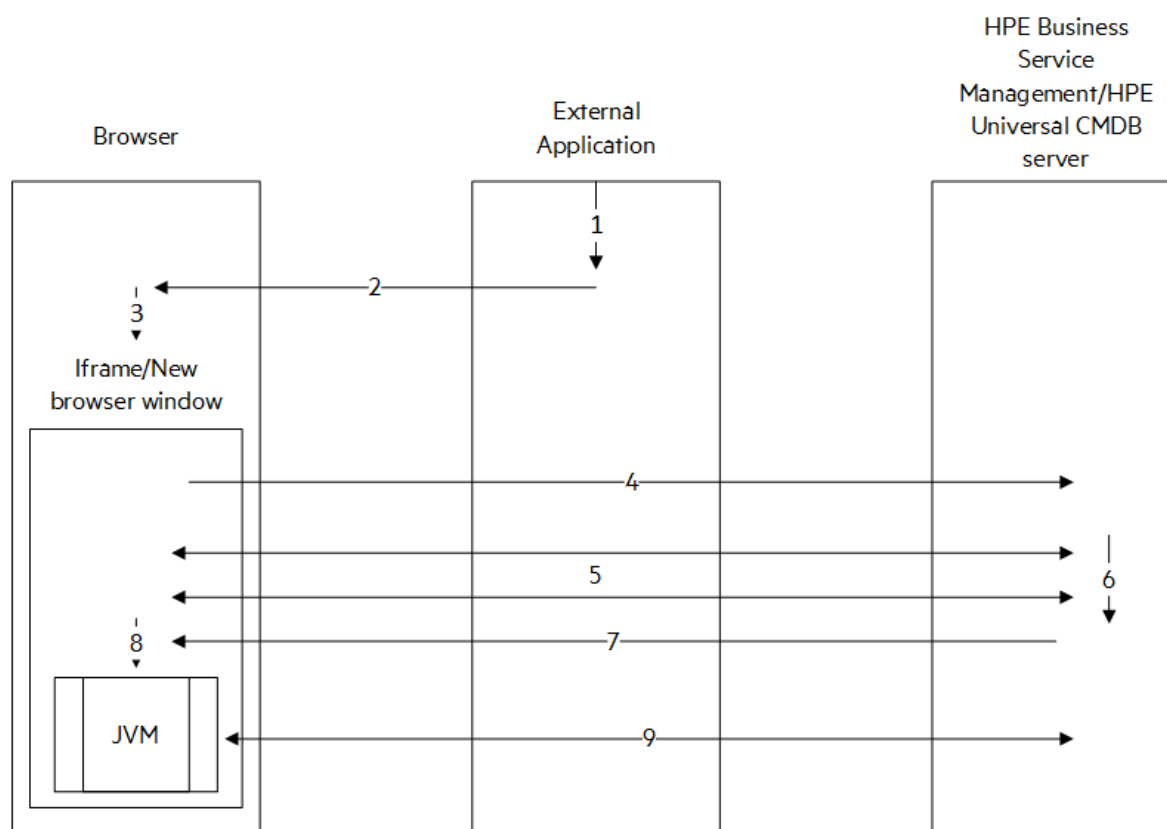 HPE Business
Service
Management/HPE
Universal CMDB
server
External
Application
Browser
1
2
3
Iframe/New
browser window
4
5
6
7
8
JVM
9